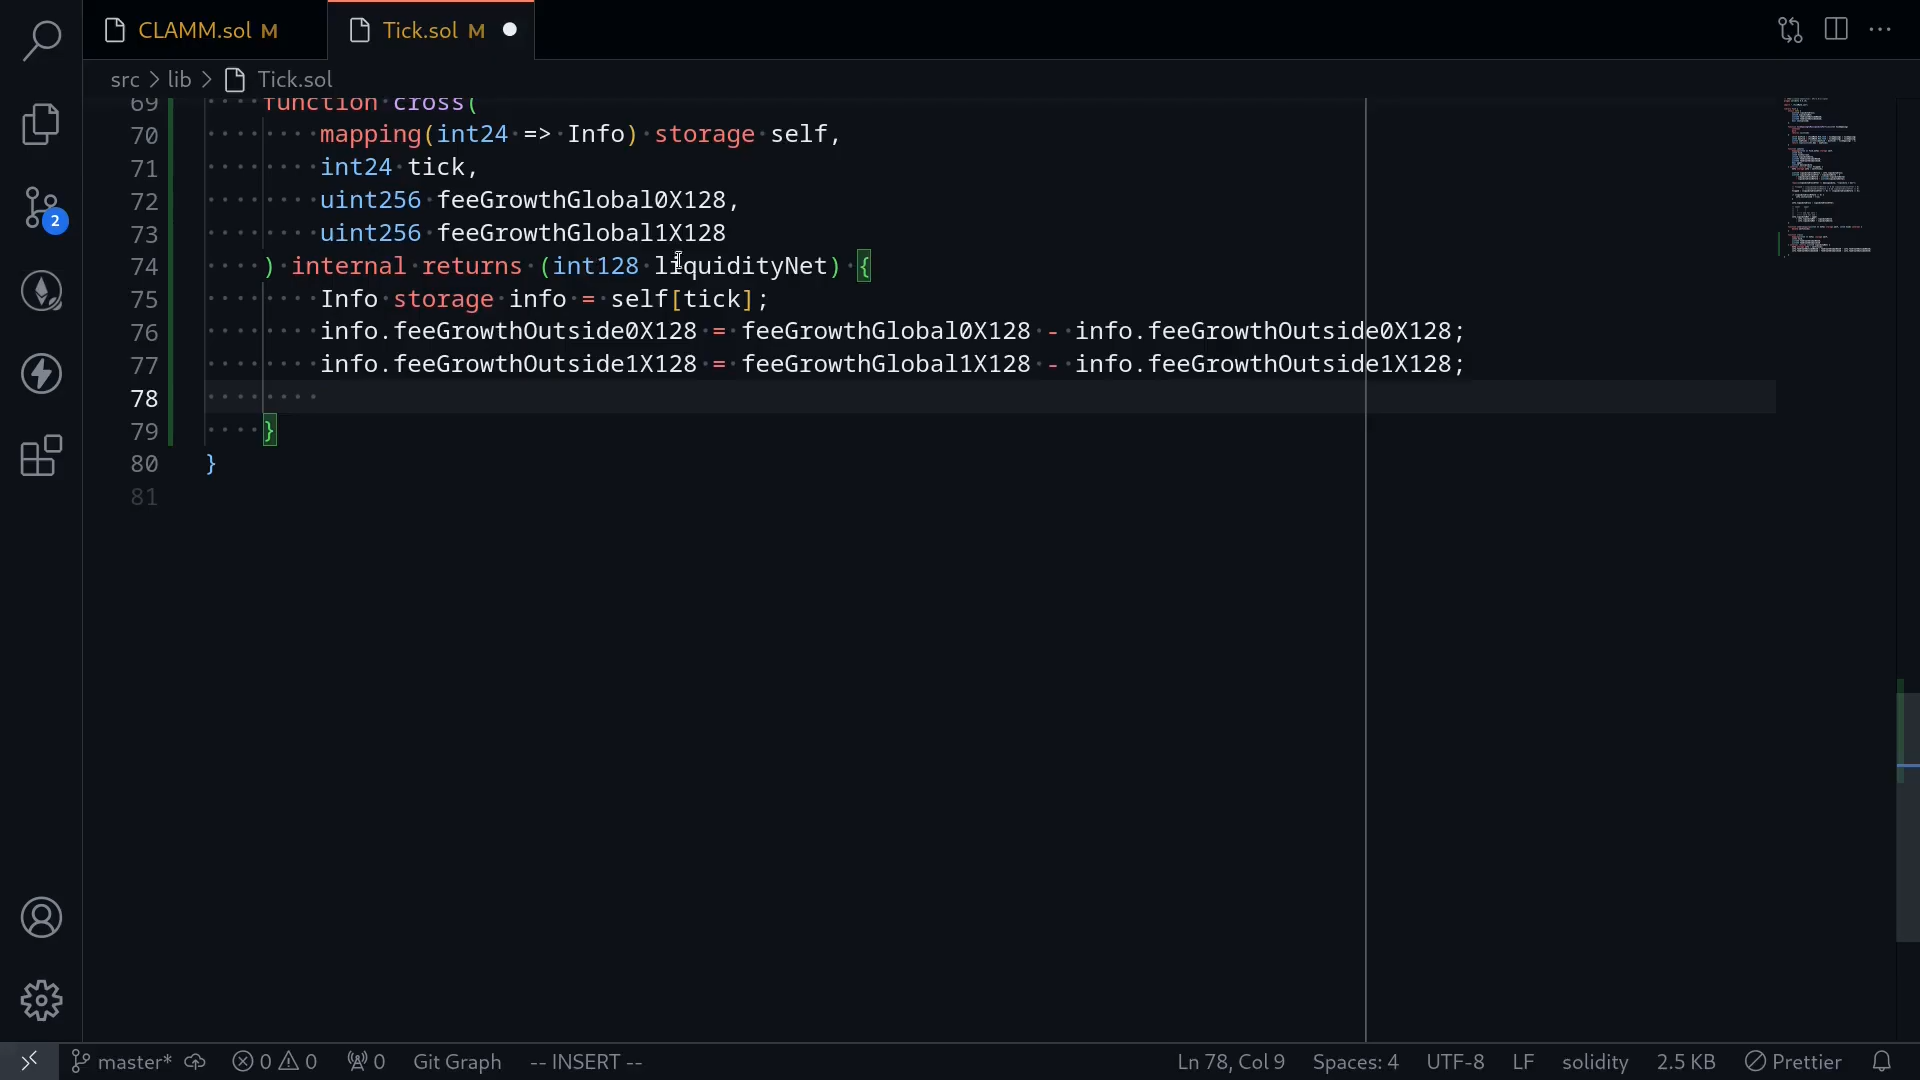 CLAMM.sol M
Tick.sol M
src > lib > Tick.sol
69 function cross(
70 mapping(int24 => Info) storage self,
71 int24 tick,
72 uint256 feeGrowthGlobal0X128,
73 uint256 feeGrowthGlobal1X128
74 ) internal returns (int128 liquidityNet) {
75 Info storage info = self[tick];
76 info.feeGrowthOutside0X128 = feeGrowthGlobal0X128 - info.feeGrowthOutside0X128;
77 info.feeGrowthOutside1X128 = feeGrowthGlobal1X128 - info.feeGrowthOutside1X128;
78
79 }
80 }
81
2
master* 0 0 0 Git Graph -- INSERT -- Ln 78, Col 9 Spaces: 4 UTF-8 LF solidity 2.5 KB Prettier